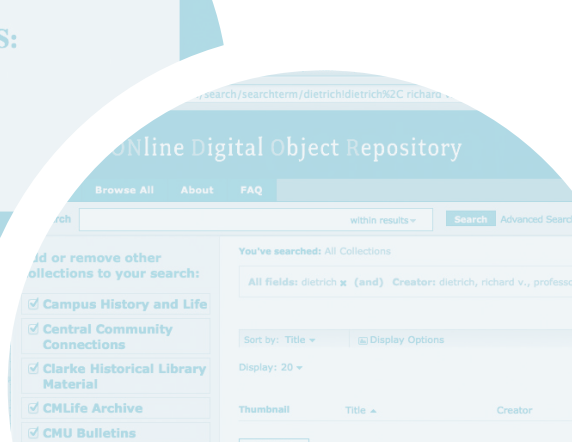 s:
/search/searchterm/dietrich!dietrich%2C richard v
ONline Digital Object Repository
Browse All About FAQ
rch within results Search Advanced Search
dd or remove other
ollections to your search:
Campus History and Life
Central Community
Connections
Clarke Historical Library
Material
CMLife Archive
CMU Bulletins
You've searched: All Collections
All fields: dietrich x (and) Creator: dietrich, richard v., profess
Sort by: Title Display Options
Display: 20
Thumbnail Title Creator